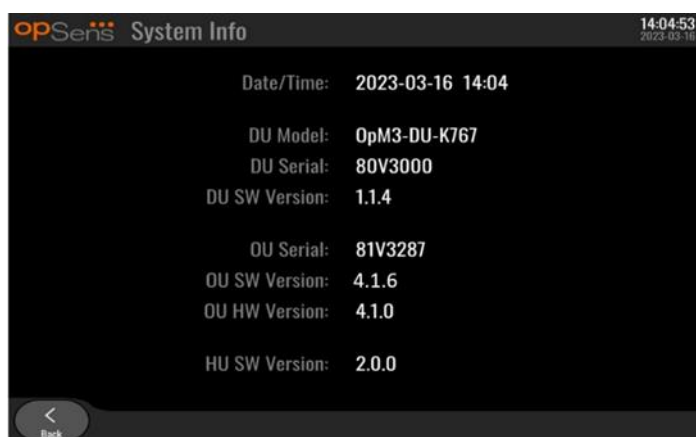 opSens System Info
14:04:53
2023-03-16
Date/Time: 2023-03-16 14:04
DU Model: OpM3-DU-K767
DU Serial: 80V3000
DU SW Version: 1.1.4
OU Serial: 81V3287
OU SW Version: 4.1.6
OU HW Version: 4.1.0
HU SW Version: 2.0.0
< Back